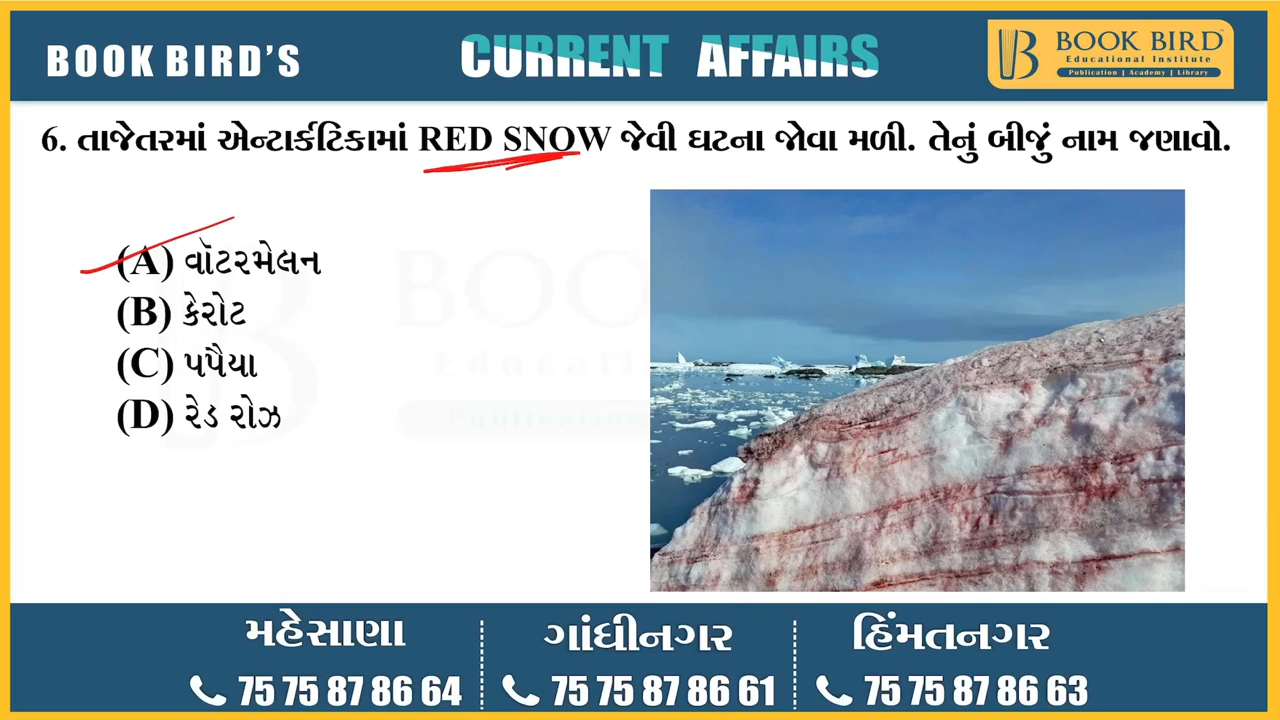 BOOK BIRD'S
CURRENT AFFAIRS
BOOK BIRD™
Educational Institute
Publication | Academy | Library
6. તાજેતરમાં એન્ટાર્કટિકામાં RED SNOW જેવી ઘટના જોવા મળી. તેનું બીજું નામ જણાવો.
(A) વૉટરમેલન
(B) કેરોટ
(C) પપૈયા
(D) રેડ રોઝ
મહેસાણા
75 75 87 86 64
ગાંધીનગર
75 75 87 86 61
હિંમતનગર
75 75 87 86 63